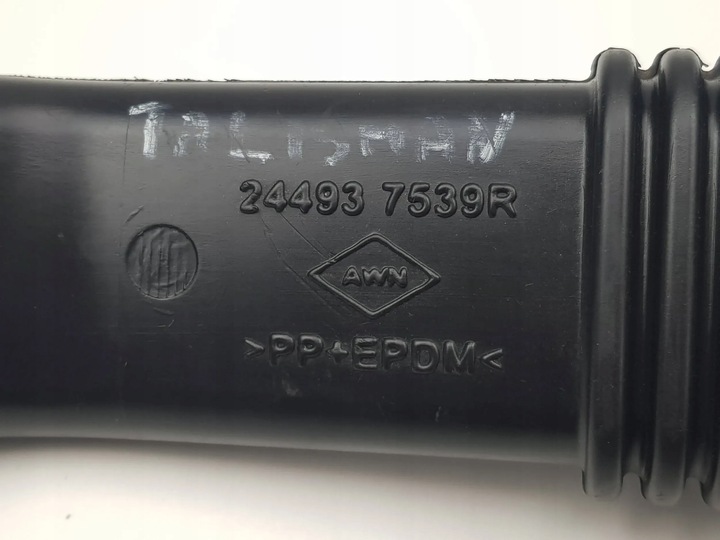 TALISMAN
24493 7539R
AWN
>PP+EPDM<